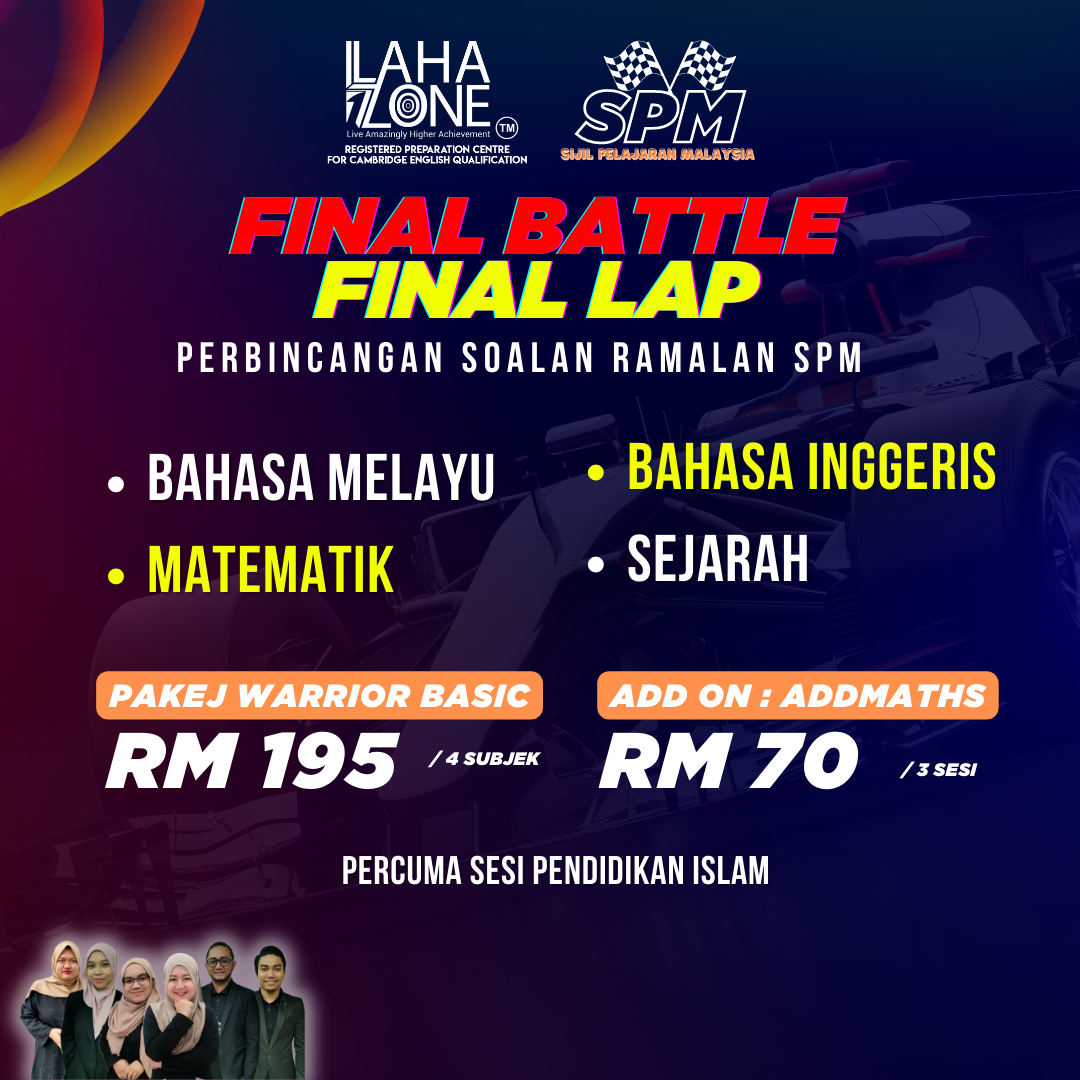 LAHA
ZONE
Live Amazingly Higher Achievement
TM
REGISTERED PREPARATION CENTRE
FOR CAMBRIDGE ENGLISH QUALIFICATION
SPM
SIJIL PELAJARAN MALAYSIA
FINAL BATTLE
FINAL LAP
PERBINCANGAN SOALAN RAMALAN SPM
• BAHASA MELAYU
• MATEMATIK
• BAHASA INGGERIS
• SEJARAH
PAKEJ WARRIOR BASIC
RM 195 / 4 SUBJEK
ADD ON : ADDMATHS
RM 70 / 3 SESI
PERCUMA SESI PENDIDIKAN ISLAM